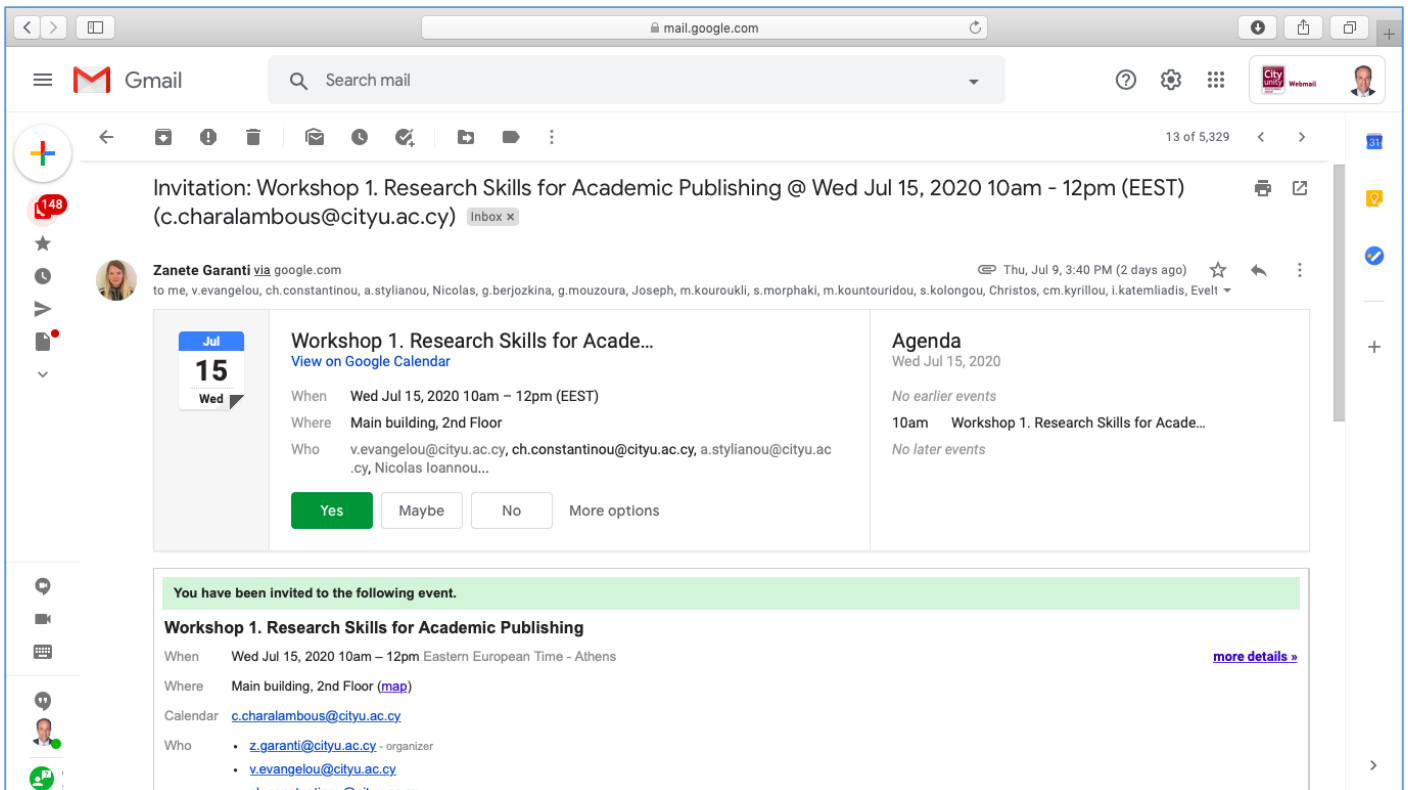 mail.google.com
Gmail
Search mail
City
unity
Webmail
13 of 5,329
31
148
Invitation: Workshop 1. Research Skills for Academic Publishing @ Wed Jul 15, 2020 10am - 12pm (EEST)
(c.charalambous@cityu.ac.cy) Inbox x
Zanete Garanti via google.com
Thu, Jul 9, 3:40 PM (2 days ago)
to me, v.evangelou, ch.constantinou, a.stylianou, Nicolas, g.berjozkina, g.mouzoura, Joseph, m.kouroukli, s.morphaki, m.kountouridou, s.kolongou, Christos, cm.kyrillou, i.katemliadis, Evelt
Jul
15
Wed
Workshop 1. Research Skills for Acade...
View on Google Calendar
When Wed Jul 15, 2020 10am – 12pm (EEST)
Where Main building, 2nd Floor
Who v.evangelou@cityu.ac.cy, ch.constantinou@cityu.ac.cy, a.stylianou@cityu.ac
.cy, Nicolas Ioannou...
Yes Maybe No More options
Agenda
Wed Jul 15, 2020
No earlier events
10am Workshop 1. Research Skills for Acade...
No later events
You have been invited to the following event.
Workshop 1. Research Skills for Academic Publishing
When Wed Jul 15, 2020 10am – 12pm Eastern European Time - Athens
more details »
Where Main building, 2nd Floor (map)
Calendar c.charalambous@cityu.ac.cy
Who • z.garanti@cityu.ac.cy - organizer
• v.evangelou@cityu.ac.cy